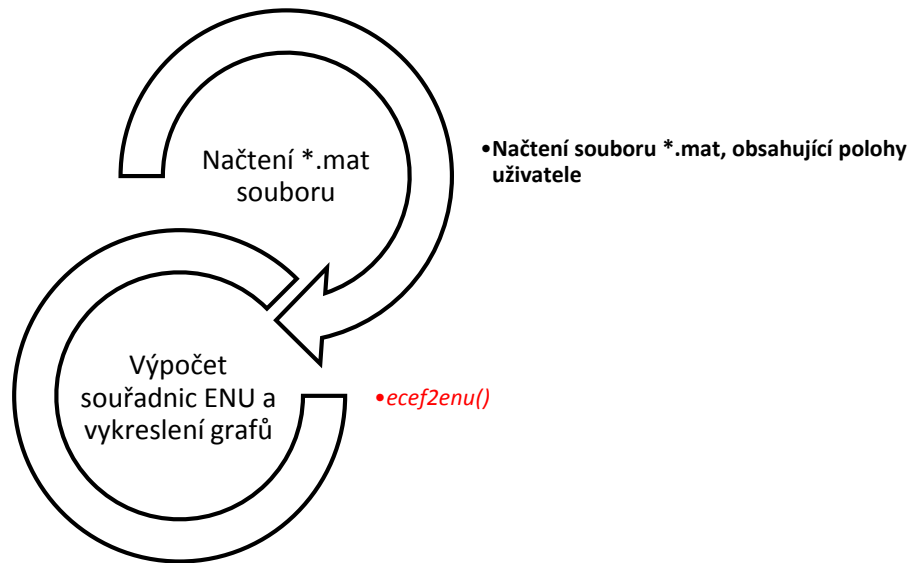 Načtení *.mat
souboru
•Načtení souboru *.mat, obsahující polohy
uživatele
Výpočet
souřadnic ENU a
vykreslení grafů
•ecef2enu()